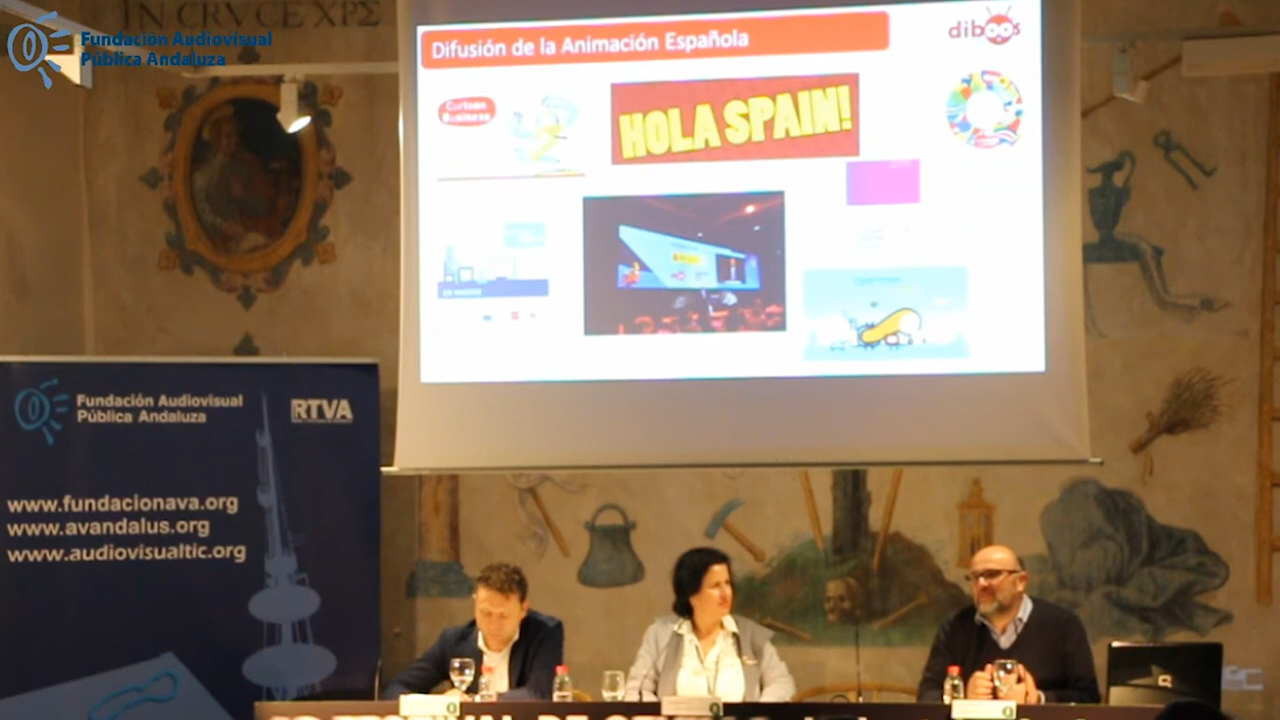 IN CRVCE XPΣ
Fundación Audiovisual
Pública Andaluza
Difusión de la Animación Española
diboos
Cartoon
Business
HOLA SPAIN!
Fundación Audiovisual
Pública Andaluza
RTVA
www.fundacionava.org
www.avandalus.org
www.audiovisualtic.org